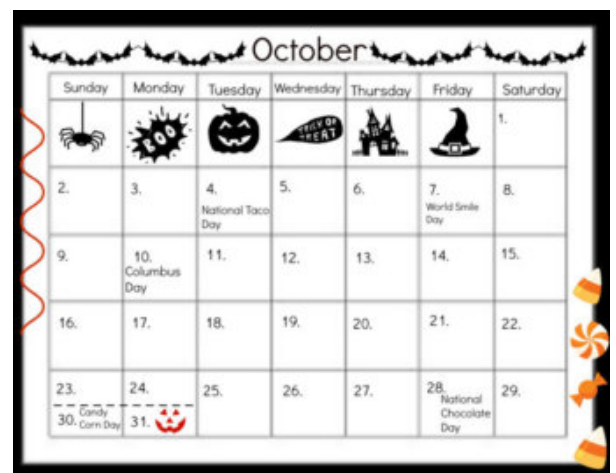 October
Sunday Monday Tuesday Wednesday Thursday Friday Saturday
BOO TRICK OR TREAT 1.
2. 3. 4. 5. 6. 7. 8.
National Taco Day World Smile Day
9. 10. 11. 12. 13. 14. 15.
Columbus Day
16. 17. 18. 19. 20. 21. 22.
23. 24. 25. 26. 27. 28. 29.
National Chocolate Day
30. Candy Corn Day 31.